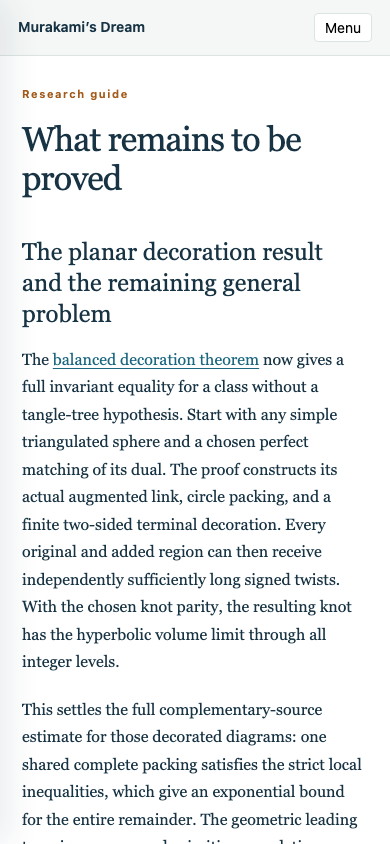 Murakami’s Dream
Menu
Research guide
What remains to be
proved
The planar decoration result
and the remaining general
problem
The balanced decoration theorem now gives a
full invariant equality for a class without a
tangle-tree hypothesis. Start with any simple
triangulated sphere and a chosen perfect
matching of its dual. The proof constructs its
actual augmented link, circle packing, and a
finite two-sided terminal decoration. Every
original and added region can then receive
independently sufficiently long signed twists.
With the chosen knot parity, the resulting knot
has the hyperbolic volume limit through all
integer levels.
This settles the full complementary-source
estimate for those decorated diagrams: one
shared complete packing satisfies the strict local
inequalities, which give an exponential bound
for the entire remainder. The geometric leading